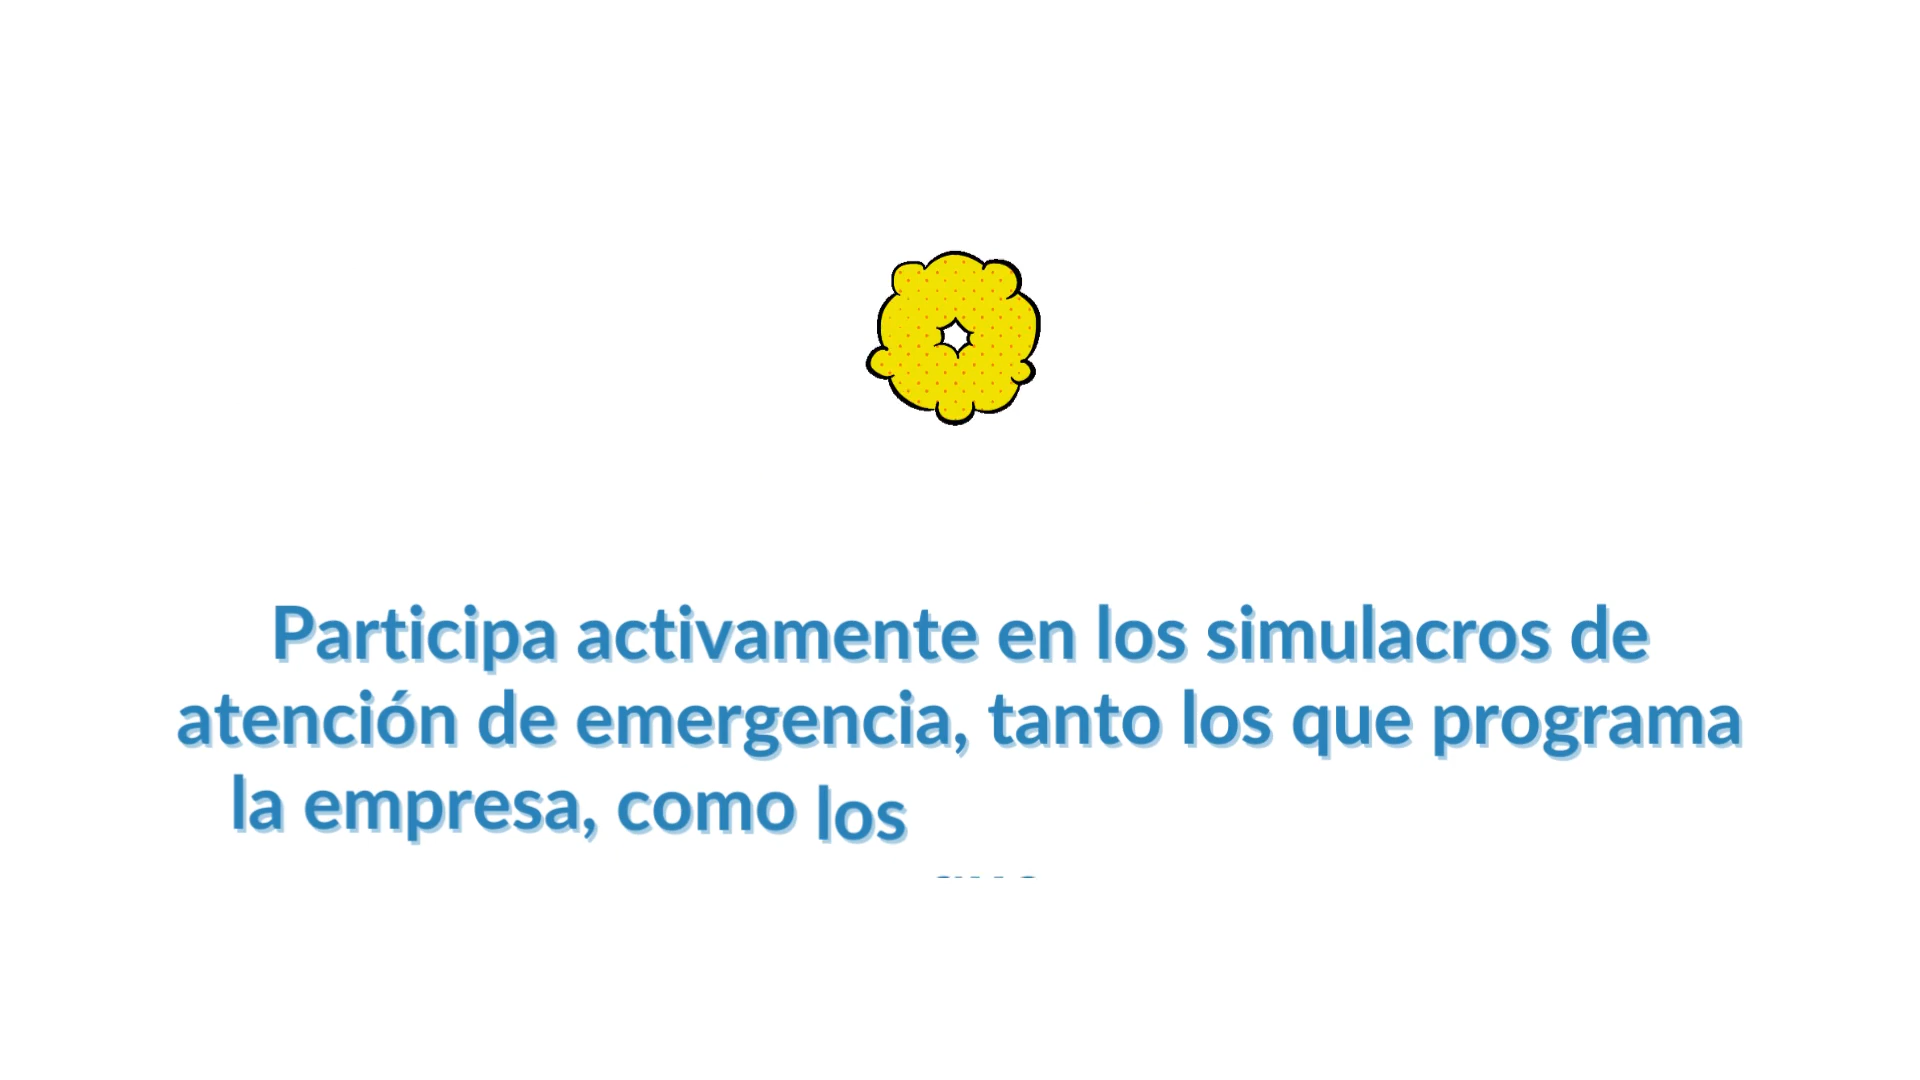 Participa activamente en los simulacros de
atención de emergencia, tanto los que programa
la empresa, como los